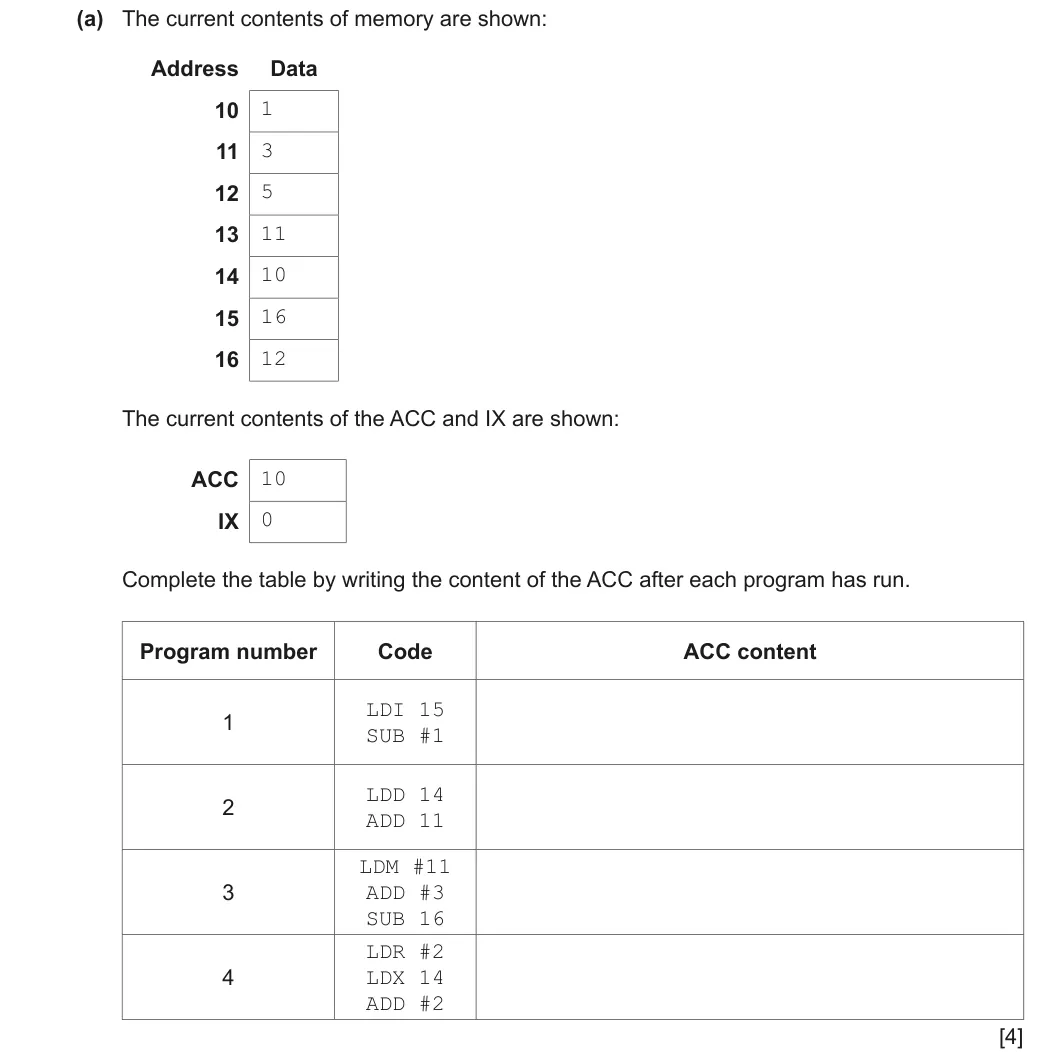 (a) The current contents of memory are shown:
Address Data
10 1
11 3
12 5
13 11
14 10
15 16
16 12
The current contents of the ACC and IX are shown:
ACC 10
IX 0
Complete the table by writing the content of the ACC after each program has run.
Program number Code ACC content
1
LDI 15
SUB #1
2
LDD 14
ADD 11
3
LDM #11
ADD #3
SUB 16
4
LDR #2
LDX 14
ADD #2
[4]